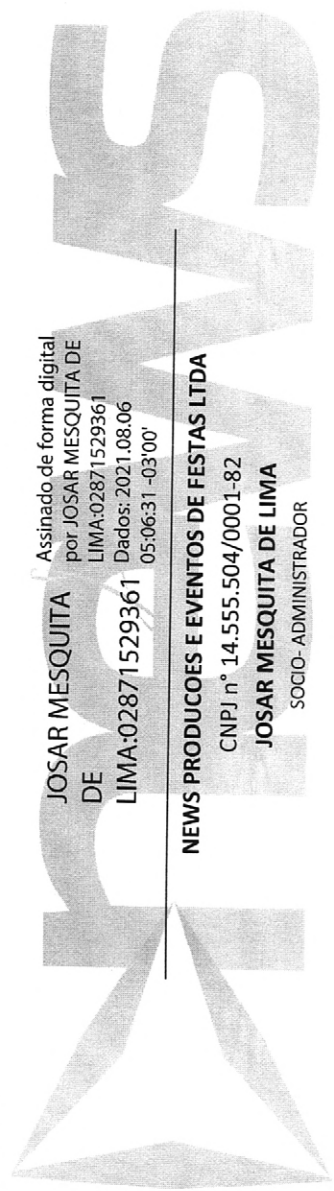 JOSAR MESQUITA
DE
LIMA:02871529361
Assinado de forma digital
por JOSAR MESQUITA DE
LIMA:02871529361
Dados: 2021.08.06
05:06:31 -03'00'
NEWS PRODUCOES E EVENTOS DE FESTAS LTDA
CNPJ n° 14.555.504/0001-82
JOSAR MESQUITA DE LIMA
SOCIO- ADMINISTRADOR